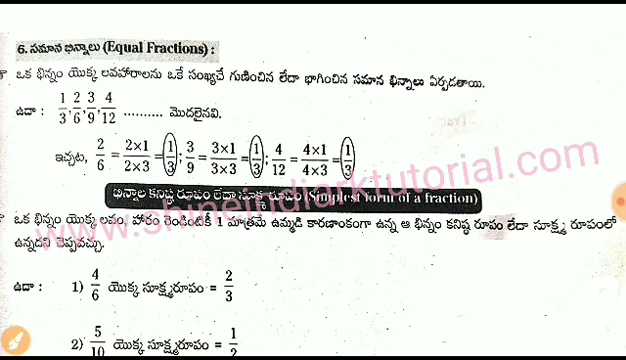 6. సమాన భిన్నాలు (Equal Fractions) :
ఒక భిన్నం యొక్క లవహారాలను ఒకే సంఖ్యచే గుణించిన లేదా భాగించిన సమాన భిన్నాలు ఏర్పడతాయి.
ఉదా : 1/3, 2/6, 3/9, 4/12 .......... మొదలైనవి.
ఇచ్చట, 2/6 = 2×1/2×3 = 1/3 ; 3/9 = 3×1/3×3 = 1/3 ; 4/12 = 4×1/4×3 = 1/3
భిన్నాల కనిష్ఠ రూపం లేదా సూక్ష్మ రూపం (Simplest form of a fraction)
ఒక భిన్నం యొక్క లవం, హారం రెండింటికీ 1 మాత్రమే ఉమ్మడి కారణాంకంగా ఉన్న ఆ భిన్నం కనిష్ఠ రూపం లేదా సూక్ష్మ రూపంలో
ఉన్నదని చెప్పవచ్చు.
ఉదా : 1) 4/6 యొక్క సూక్ష్మరూపం = 2/3
2) 5/10 యొక్క సూక్ష్మరూపం = 1/2
www.shineindiarktutorial.com